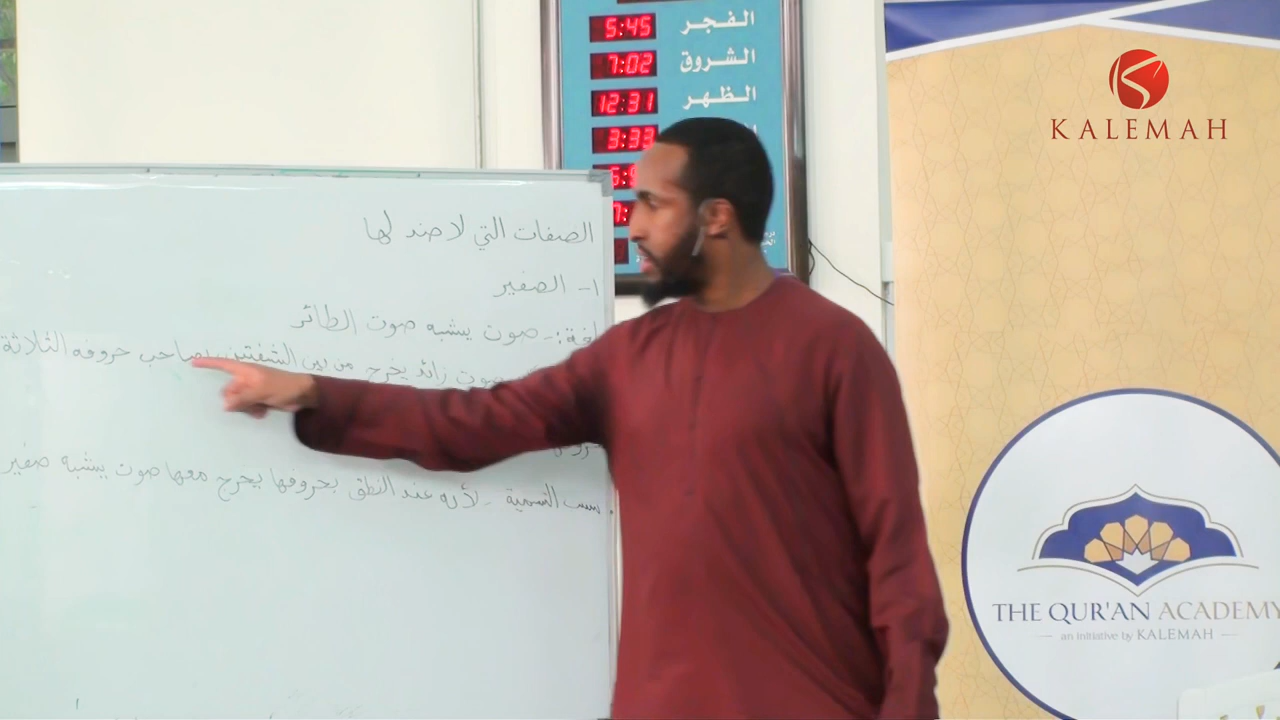 الفجر 5:45
الشروق 7:02
الظهر 12:31
3:33
KALEMAH
الصفات التي لا ضد لها
١- الصفير
لغة:- صوت يشبه صوت الطائر
صوت زائد يخرج من بين الشفتين يصاحب حروفه الثلاثة
سبب التسمية - لأنه عند النطق بحروفها يخرج معها صوت يشبه صفير
THE QUR'AN ACADEMY
an initiative by KALEMAH